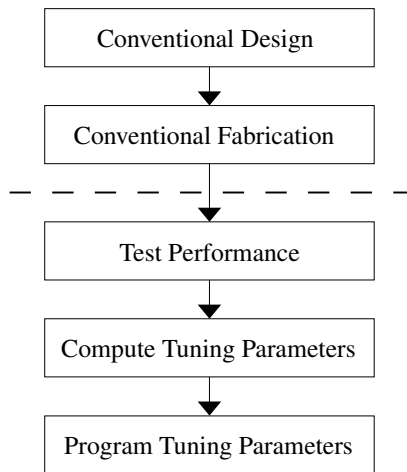 Conventional Design
Conventional Fabrication
Test Performance
Compute Tuning Parameters
Program Tuning Parameters